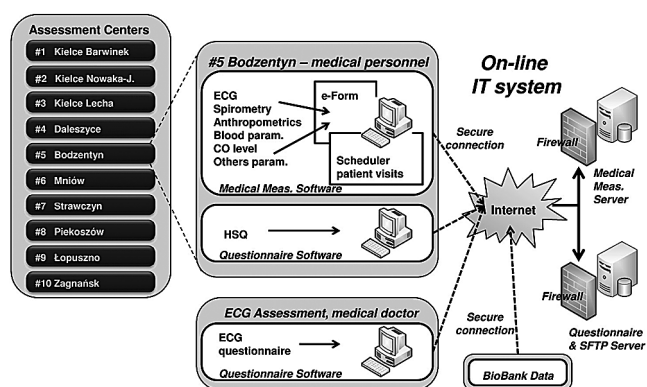 Assessment Centers
#1 Kielce Barwinek
#2 Kielce Nowaka-J.
#3 Kielce Lecha
#4 Daleszyce
#5 Bodzentyn
#6 Mniów
#7 Strawczyn
#8 Piekoszów
#9 Łopuszno
#10 Zagnańsk
#5 Bodzentyn – medical personnel
ECG
Spirometry
Anthropometrics
Blood param.
CO level
Others param.
e-Form
Scheduler
patient visits
Medical Meas. Software
HSQ
Questionnaire Software
ECG Assessment, medical doctor
ECG
questionnaire
Questionnaire Software
On-line
IT system
Secure
connection
Internet
Firewall
Medical
Meas.
Server
Firewall
Questionnaire
& SFTP Server
Secure
connection
BioBank Data